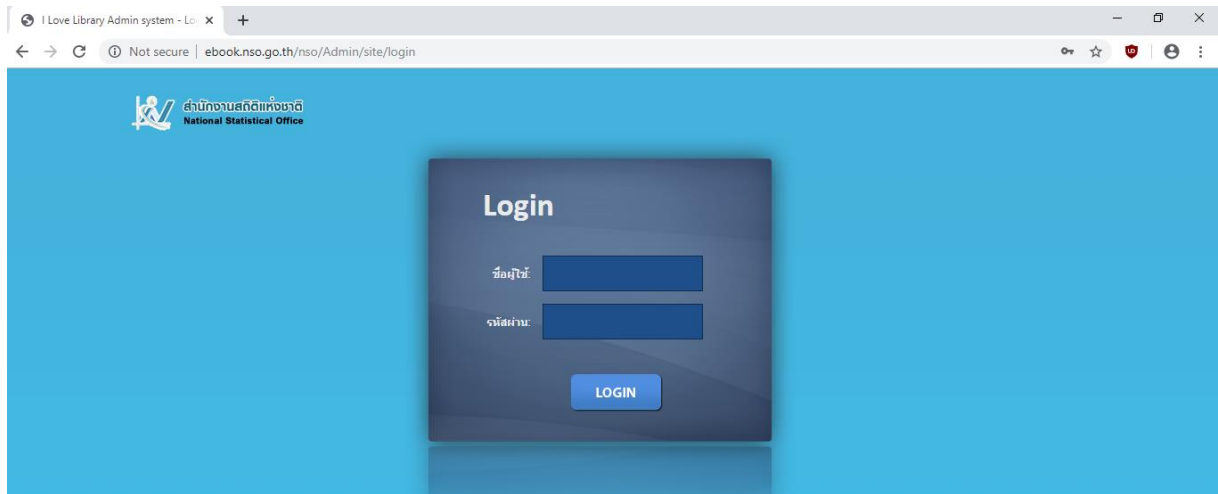 I Love Library Admin system - Lo
Not secure | ebook.nso.go.th/nso/Admin/site/login
สำนักงานสถิติแห่งชาติ
National Statistical Office
Login
ชื่อผู้ใช้:
รหัสผ่าน:
LOGIN